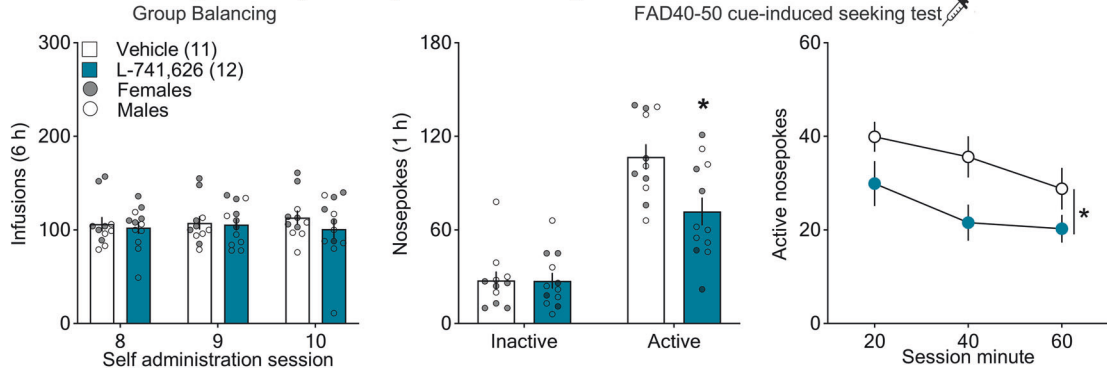 Group Balancing
FAD40-50 cue-induced seeking test
Infusions (6 h)
300
200
100
0
Vehicle (11)
L-741,626 (12)
Females
Males
8
9
10
Self administration session
Nosepokes (1 h)
180
120
60
0
*
Inactive
Active
Active nosepokes
60
40
20
0
*
20
40
60
Session minute